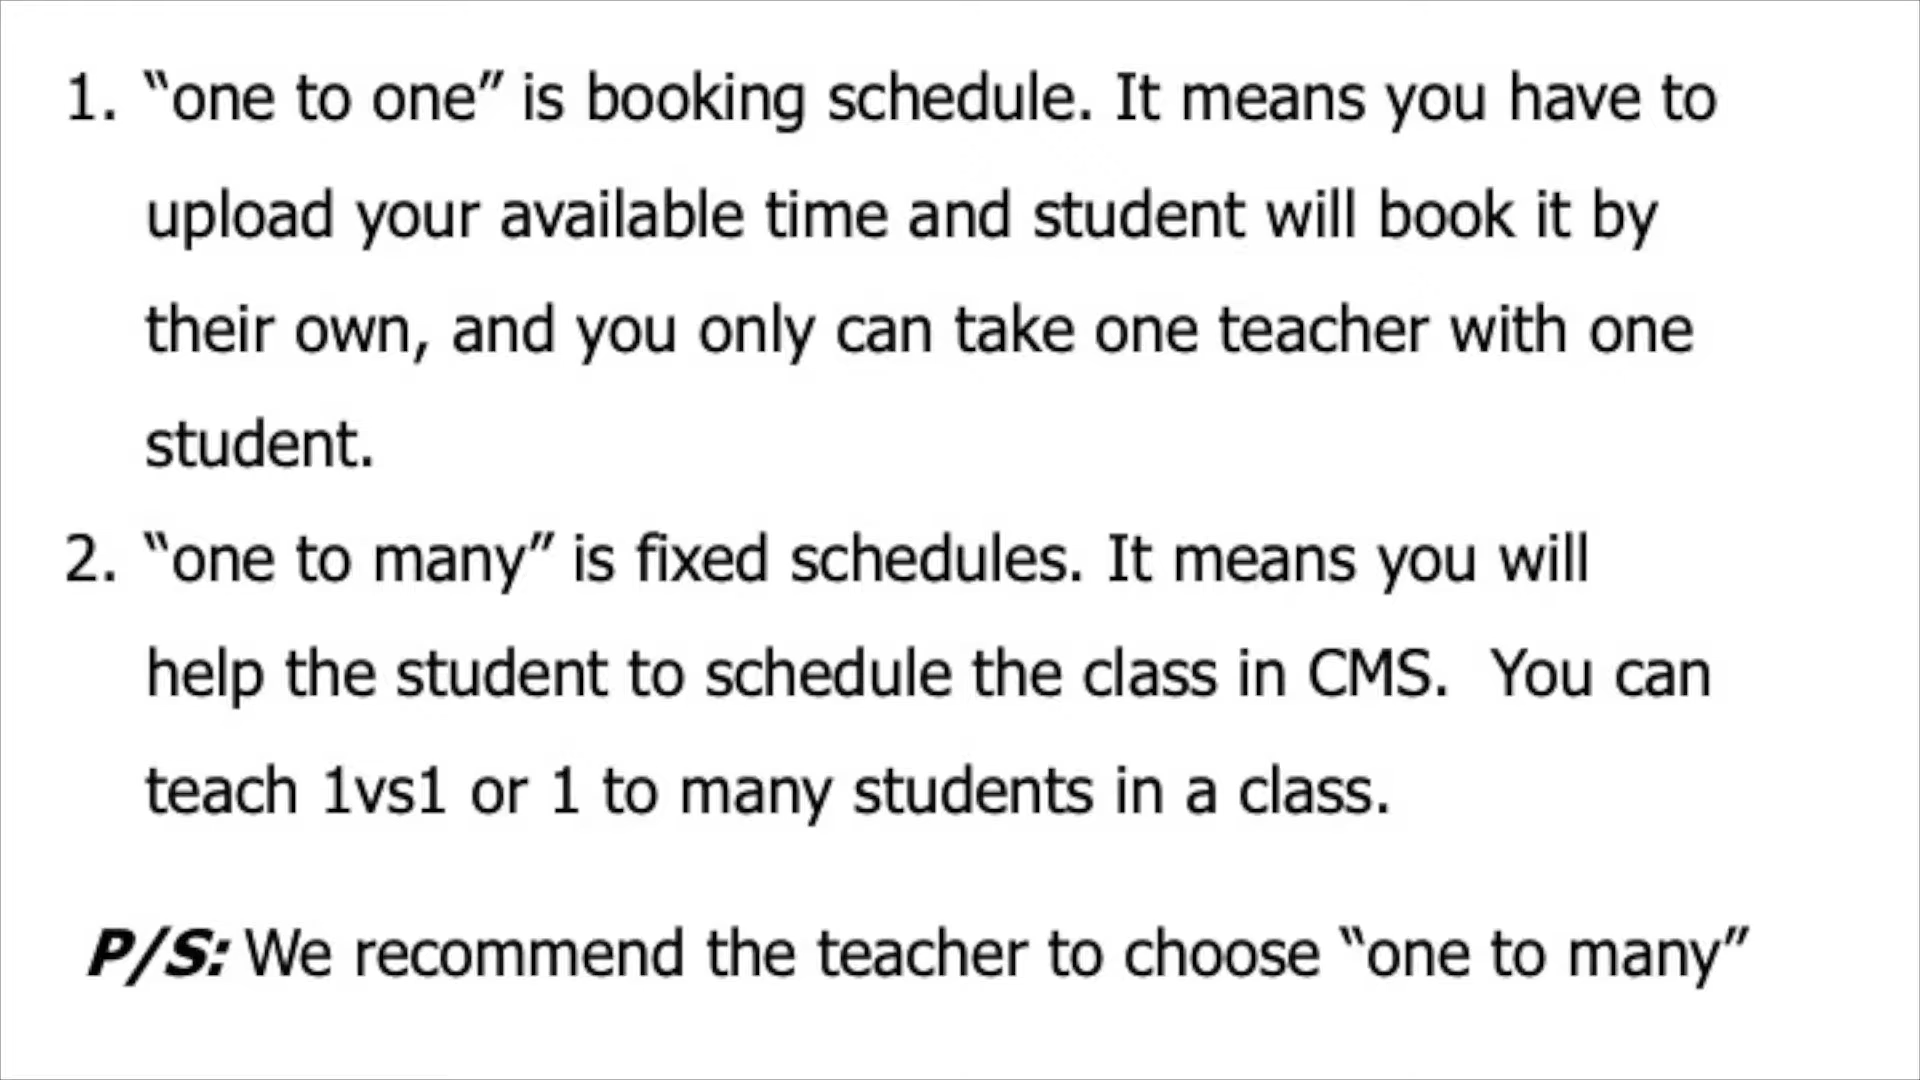 1. “one to one” is booking schedule. It means you have to
upload your available time and student will book it by
their own, and you only can take one teacher with one
student.
2. “one to many” is fixed schedules. It means you will
help the student to schedule the class in CMS.  You can
teach 1vs1 or 1 to many students in a class.
P/S: We recommend the teacher to choose “one to many”